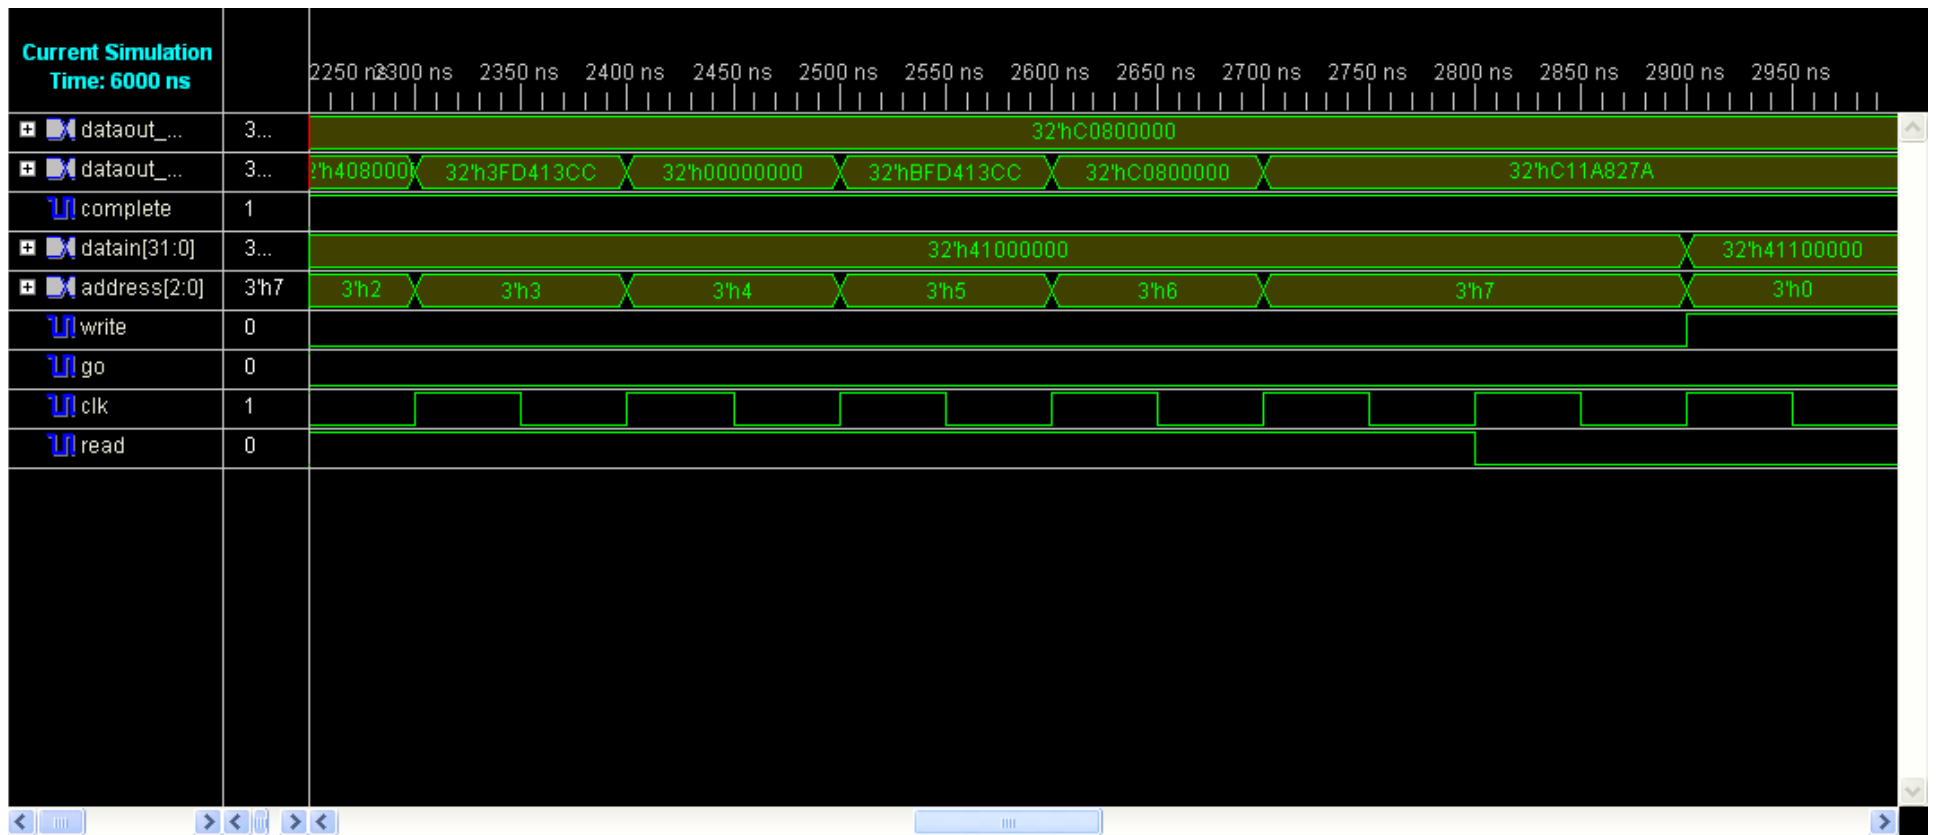 Current Simulation
Time: 6000 ns
2250 ns 2300 ns 2350 ns 2400 ns 2450 ns 2500 ns 2550 ns 2600 ns 2650 ns 2700 ns 2750 ns 2800 ns 2850 ns 2900 ns 2950 ns
dataout_... 3... 32'hC0800000
dataout_... 3... 2'h408000 32'h3FD413CC 32'h00000000 32'hBFD413CC 32'hC0800000 32'hC11A827A
complete 1
datain[31:0] 3... 32'h41000000 32'h41100000
address[2:0] 3'h7 3'h2 3'h3 3'h4 3'h5 3'h6 3'h7 3'h0
write 0
go 0
clk 1
read 0